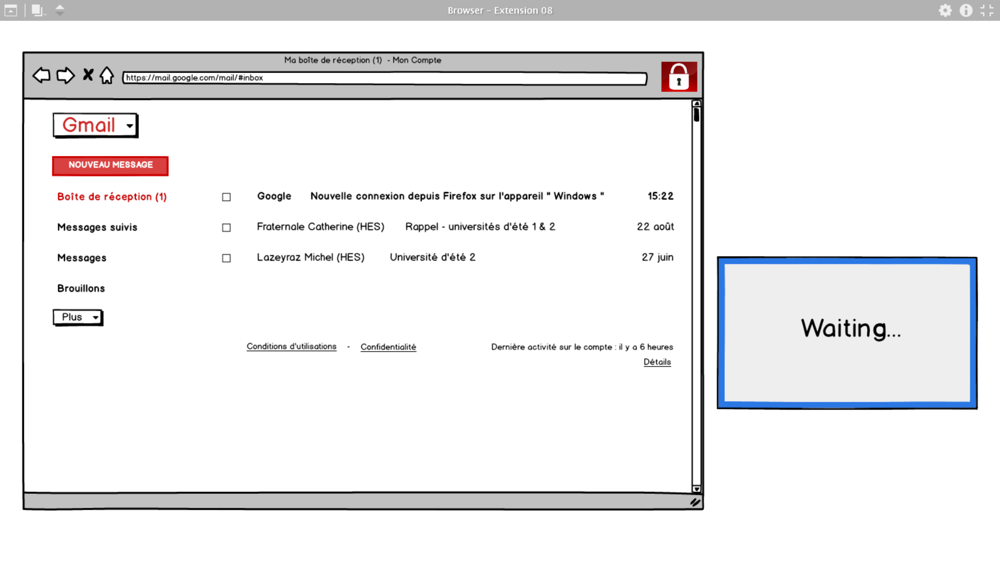 Browser – Extension 08
Ma boîte de réception (1) - Mon Compte
https://mail.google.com/mail/#inbox
Gmail
NOUVEAU MESSAGE
Boîte de réception (1)
Google Nouvelle connexion depuis Firefox sur l'appareil " Windows " 15:22
Messages suivis
Fraternale Catherine (HES) Rappel - universités d'été 1 & 2 22 août
Messages
Lazeyraz Michel (HES) Université d'été 2 27 juin
Brouillons
Plus
Waiting...
Conditions d'utilisations - Confidentialité
Dernière activité sur le compte : il y a 6 heures
Détails